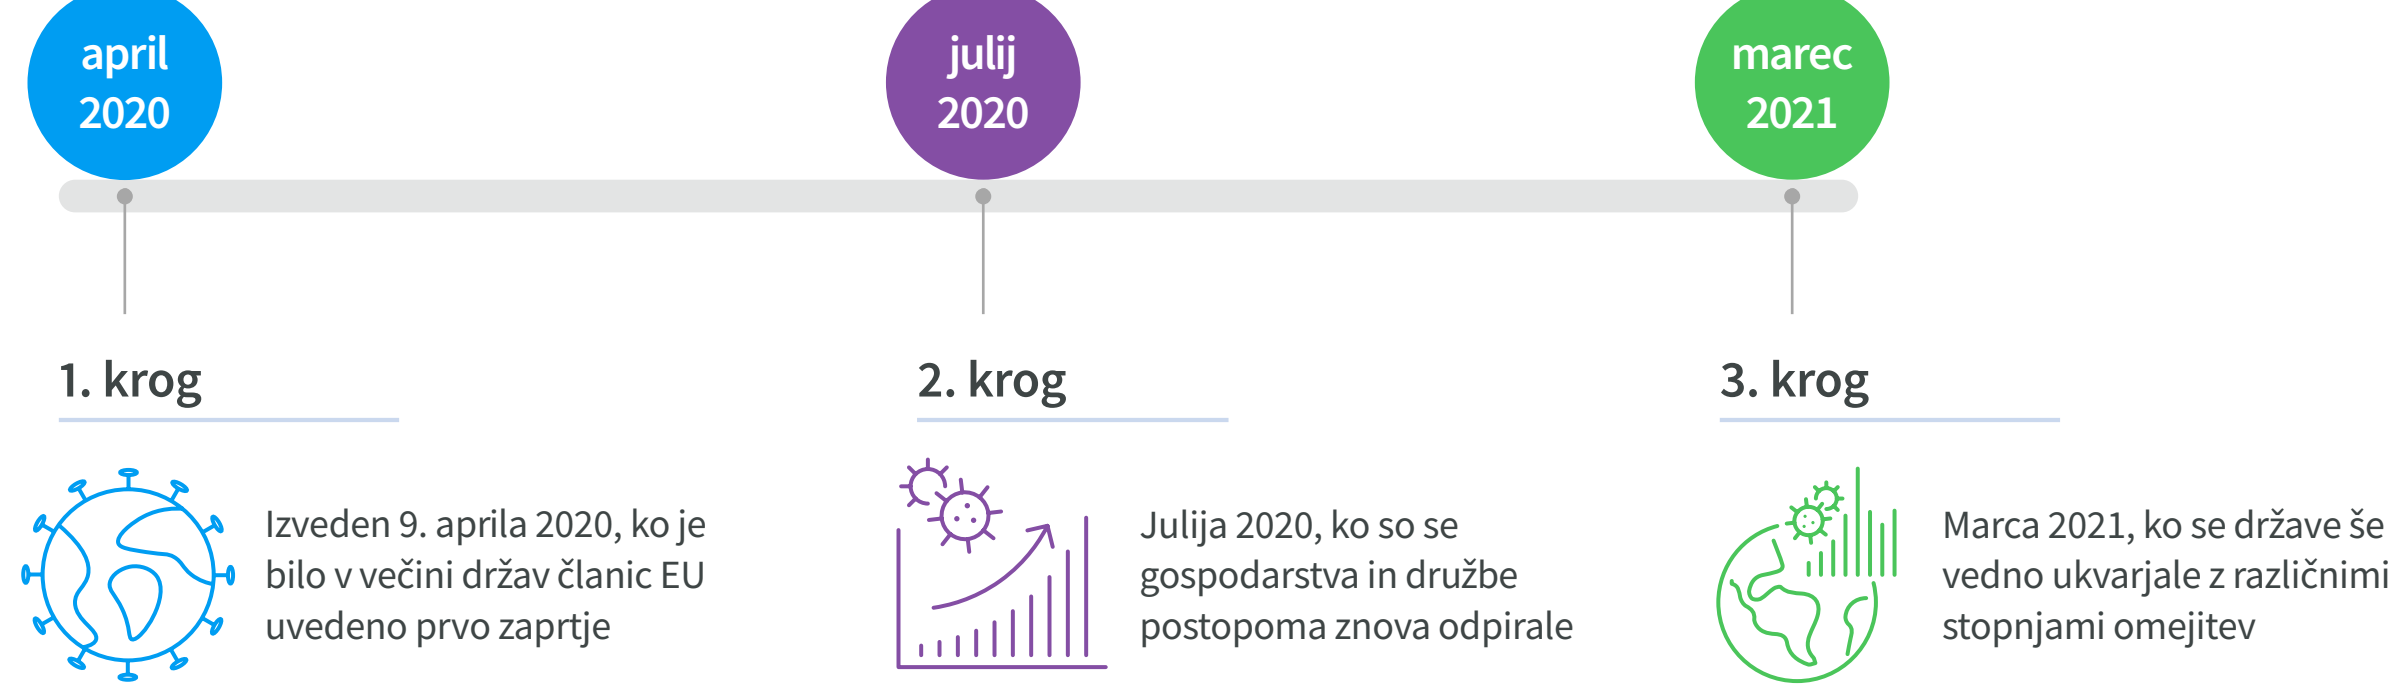 april
2020
julij
2020
marec
2021
1. krog
Izveden 9. aprila 2020, ko je
bilo v večini držav članic EU
uvedeno prvo zaprtje
2. krog
Julija 2020, ko so se
gospodarstva in družbe
postopoma znova odpirale
3. krog
Marca 2021, ko se države še
vedno ukvarjale z različnimi
stopnjami omejitev